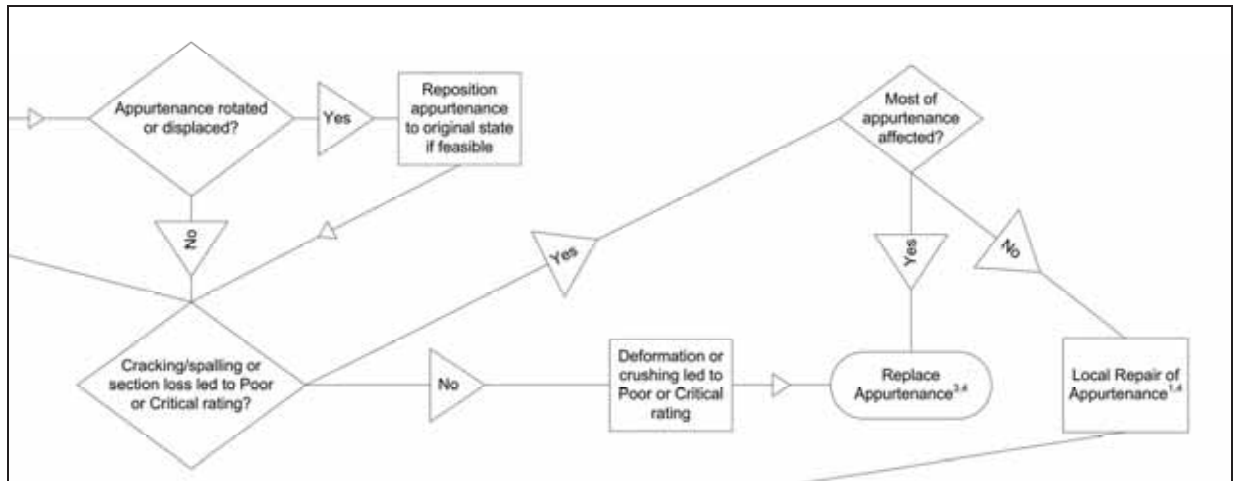 Appurtenance rotated
or displaced?
Yes
Reposition
appurtenance
to original state
if feasible
Most of
appurtenance
affected?
No
Yes
Yes
No
Cracking/spalling or
section loss led to Poor
or Critical rating?
No
Deformation or
crushing led to
Poor or Critical
rating
Replace
Appurtenance3,4
Local Repair of
Appurtenance1,4